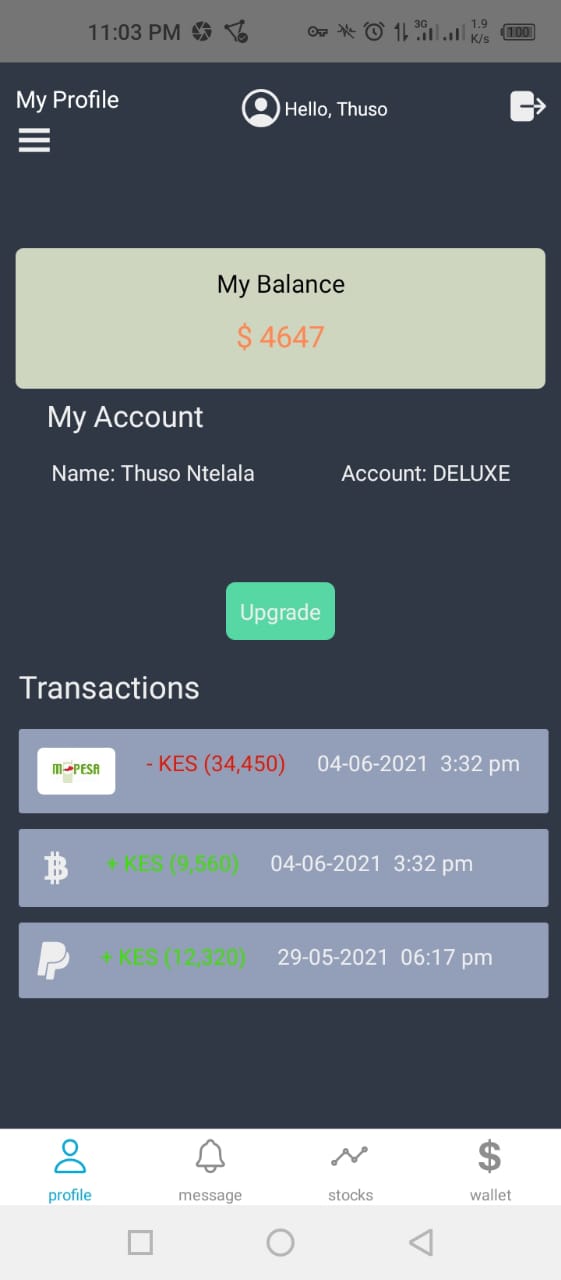 11:03 PM 3G 1.9 K/s 100
My Profile
Hello, Thuso
My Balance
$ 4647
My Account
Name: Thuso Ntelala Account: DELUXE
Upgrade
Transactions
M-PESA - KES (34,450) 04-06-2021 3:32 pm
+ KES (9,560) 04-06-2021 3:32 pm
+ KES (12,320) 29-05-2021 06:17 pm
profile message stocks wallet